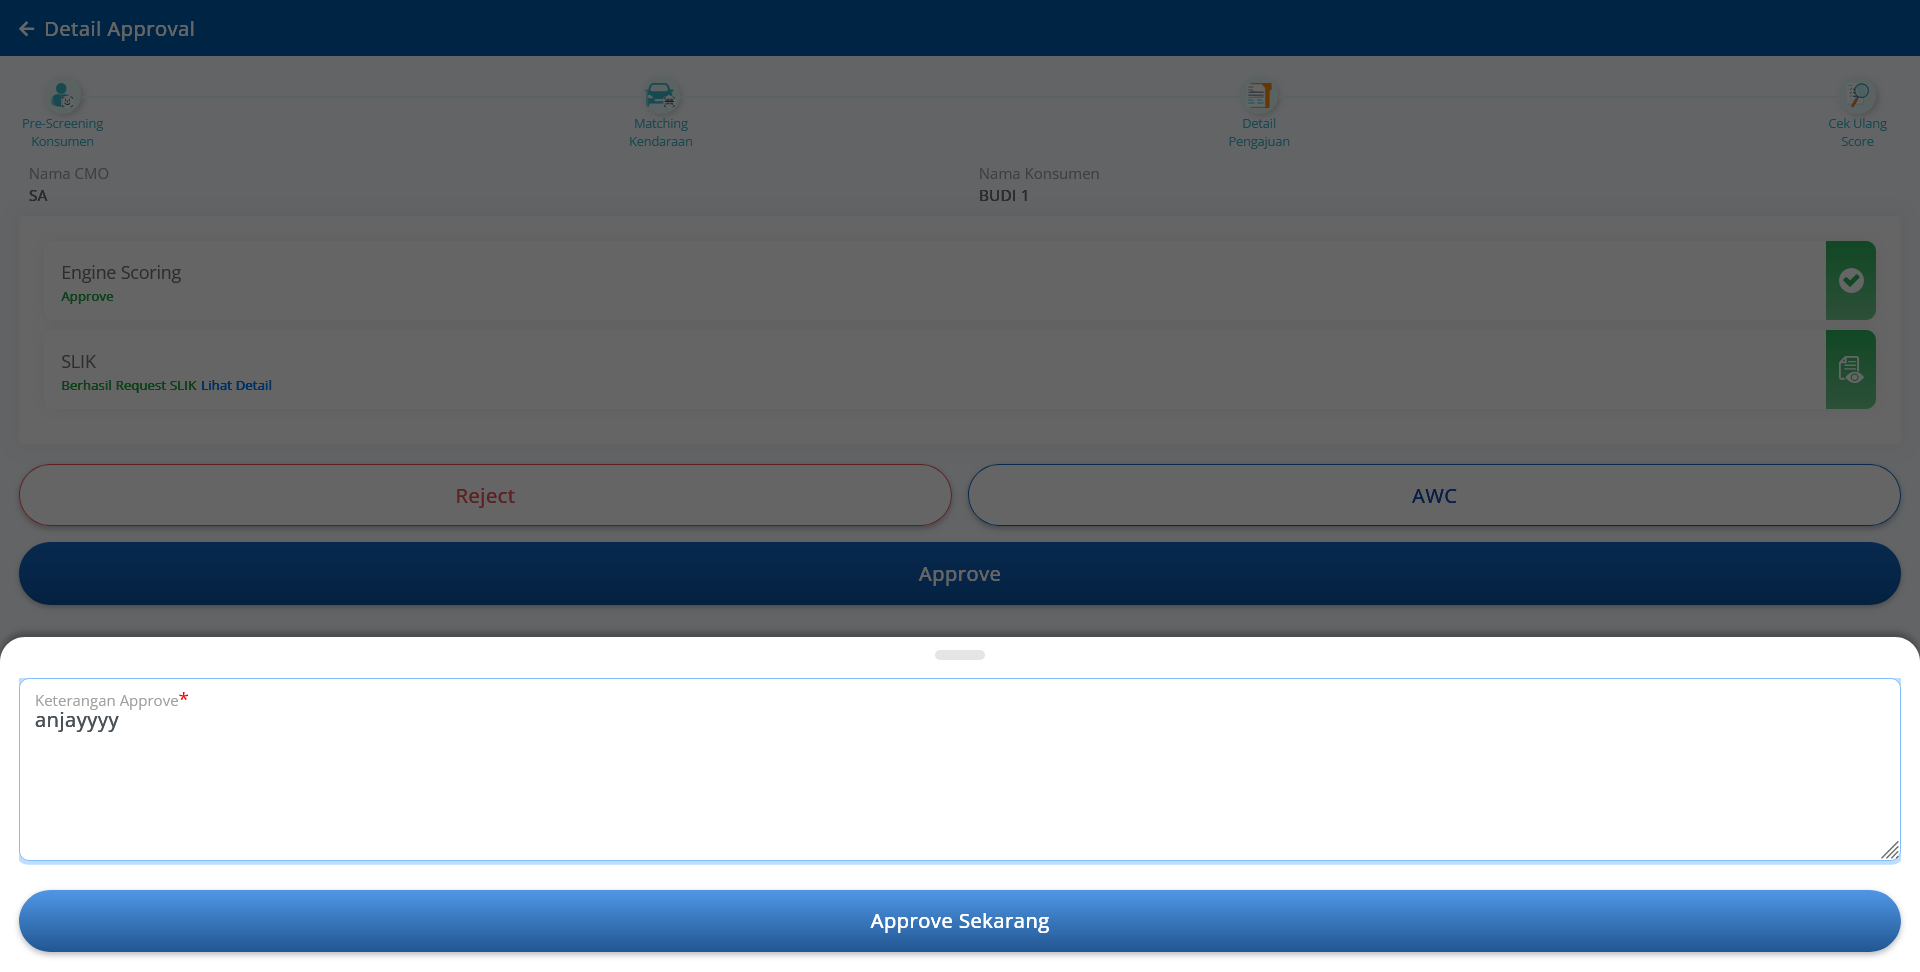 Detail Approval
Pre-Screening
Konsumen
Matching
Kendaraan
Detail
Pengajuan
Cek Ulang
Score
Nama CMO
SA
Nama Konsumen
BUDI 1
Engine Scoring
Approve
SLIK
Berhasil Request SLIK Lihat Detail
Reject
AWC
Approve
Keterangan Approve*
anjayyyy
Approve Sekarang